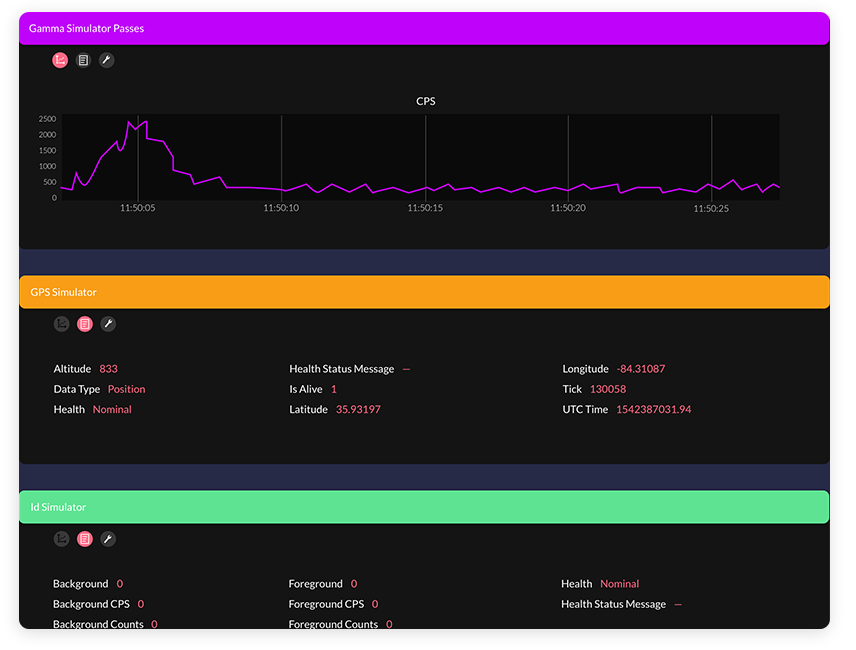 Gamma Simulator Passes
CPS
2500
2000
1500
1000
500
0
11:50:05 11:50:10 11:50:15 11:50:20 11:50:25
GPS Simulator
Altitude 833 Health Status Message — Longitude -84.31087
Data Type Position Is Alive 1 Tick 130058
Health Nominal Latitude 35.93197 UTC Time 1542387031.94
Id Simulator
Background 0 Foreground 0 Health Nominal
Background CPS 0 Foreground CPS 0 Health Status Message —
Background Counts 0 Foreground Counts 0